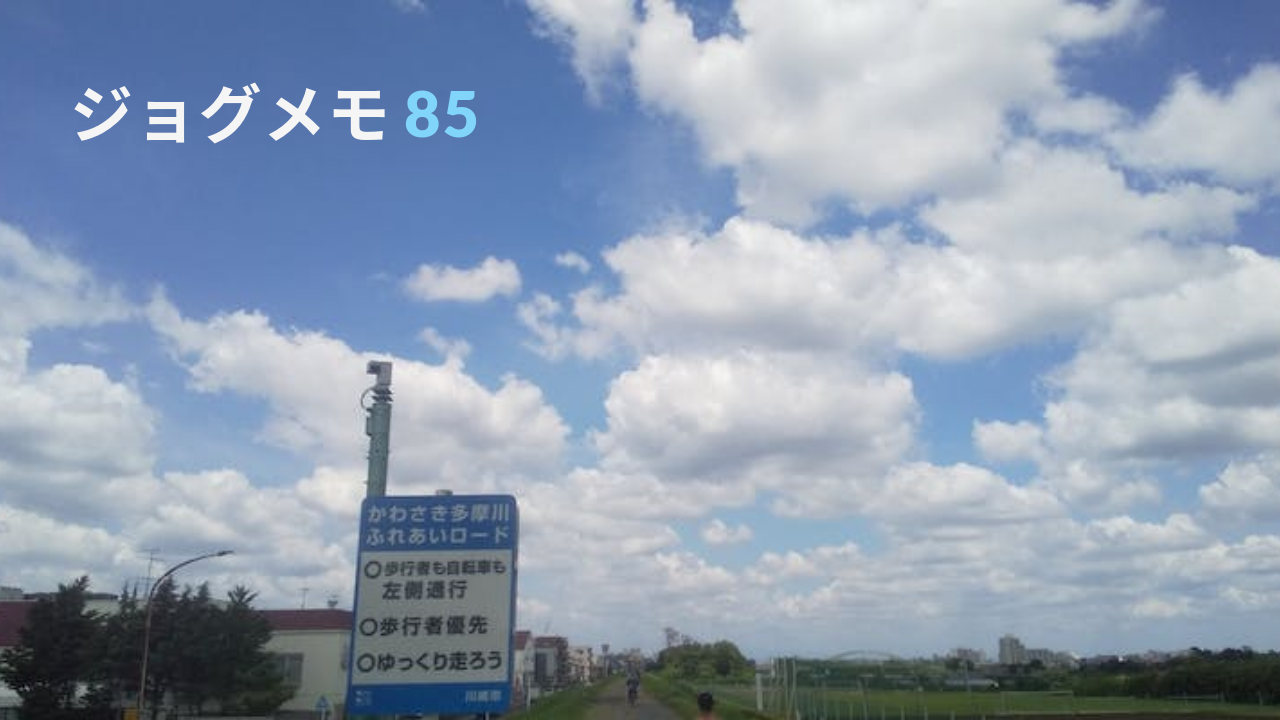 ジョグメモ 85
かわさき多摩川
ふれあいロード
○歩行者も自転車も
左側通行
○歩行者優先
○ゆっくり走ろう
川崎市